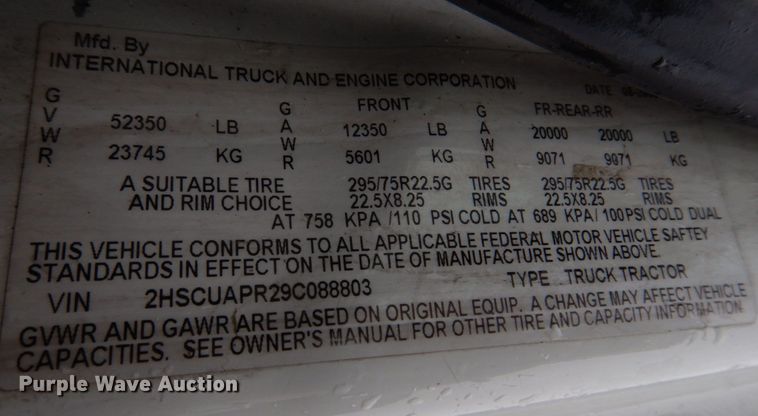 Mfd. By
INTERNATIONAL TRUCK AND ENGINE CORPORATION DATE
GVWR 52350 LB GAWR FRONT 12350 LB GAWR FR-REAR-RR 20000 20000 LB
23745 KG 5601 KG 9071 9071 KG
A SUITABLE TIRE 295/75R22.5G TIRES 295/75R22.5G TIRES
AND RIM CHOICE 22.5X8.25 RIMS 22.5X8.25 RIMS
AT 758 KPA /110 PSI COLD AT 689 KPA/ 100PSI COLD DUAL
THIS VEHICLE CONFORMS TO ALL APPLICABLE FEDERAL MOTOR VEHICLE SAFTEY
STANDARDS IN EFFECT ON THE DATE OF MANUFACTURE SHOWN ABOVE.
VIN 2HSCUAPR29C088803 TYPE TRUCK TRACTOR
GVWR AND GAWR ARE BASED ON ORIGINAL EQUIP. A CHANGE MAY AFFECT VEHICLE
CAPACITIES. SEE OWNER'S MANUAL FOR OTHER TIRE AND CAPACITY INFORMATION.
Purple Wave Auction